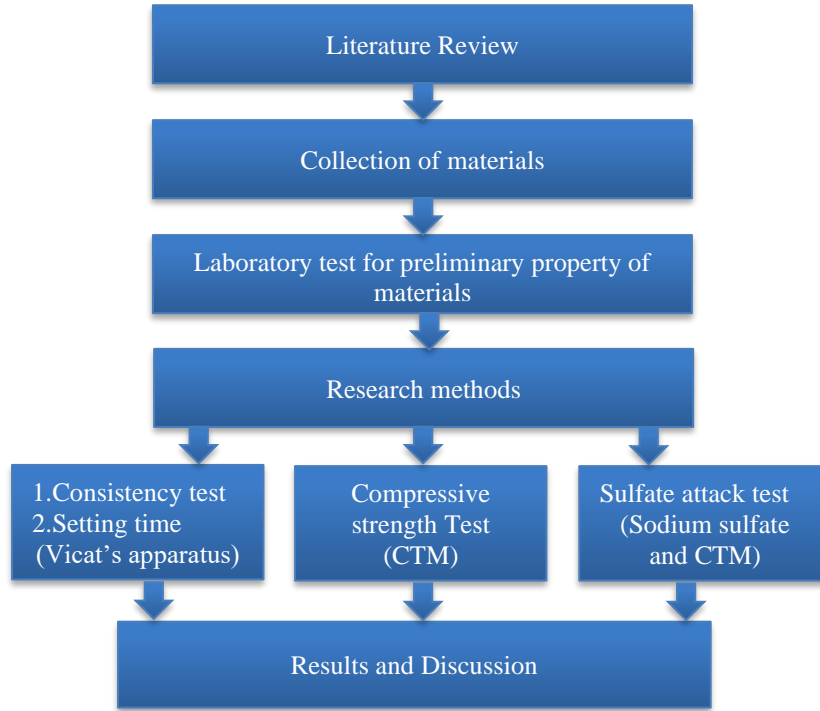 Literature Review
Collection of materials
Laboratory test for preliminary property of
materials
Research methods
1.Consistency test
2.Setting time
(Vicat’s apparatus)
Compressive
strength Test
(CTM)
Sulfate attack test
(Sodium sulfate
and CTM)
Results and Discussion